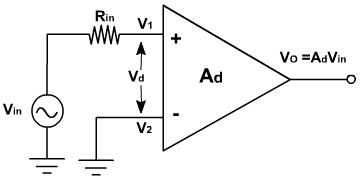 Rin
V1
+
Vo =AdVin
Vd
Ad
Vin
-
V2